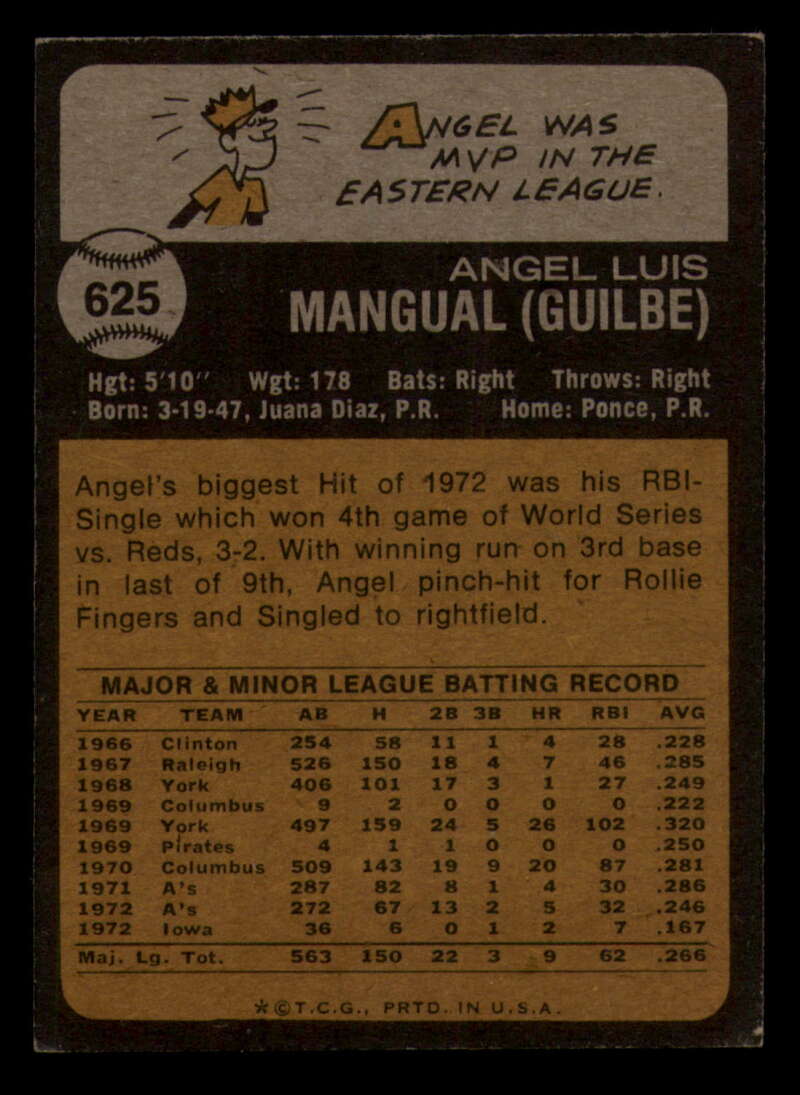 ANGEL WAS
MVP IN THE
EASTERN LEAGUE.
625
ANGEL LUIS
MANGUAL (GUILBE)
Hgt: 5'10" Wgt: 178 Bats: Right Throws: Right
Born: 3-19-47, Juana Diaz, P.R. Home: Ponce, P.R.
Angel's biggest Hit of 1972 was his RBI-
Single which won 4th game of World Series
vs. Reds, 3-2. With winning run on 3rd base
in last of 9th, Angel pinch-hit for Rollie
Fingers and Singled to rightfield.
MAJOR & MINOR LEAGUE BATTING RECORD
YEAR TEAM AB H 2B 3B HR RBI AVG
1966 Clinton 254 58 11 1 4 28 .228
1967 Raleigh 526 150 18 4 7 46 .285
1968 York 406 101 17 3 1 27 .249
1969 Columbus 9 2 0 0 0 0 .222
1969 York 497 159 24 5 26 102 .320
1969 Pirates 4 1 1 0 0 0 .250
1970 Columbus 509 143 19 9 20 87 .281
1971 A's 287 82 8 1 4 30 .286
1972 A's 272 67 13 2 5 32 .246
1972 Iowa 36 6 0 1 2 7 .167
Maj. Lg. Tot. 563 150 22 3 9 62 .266
*©T.C.G., PRTD. IN U.S.A.